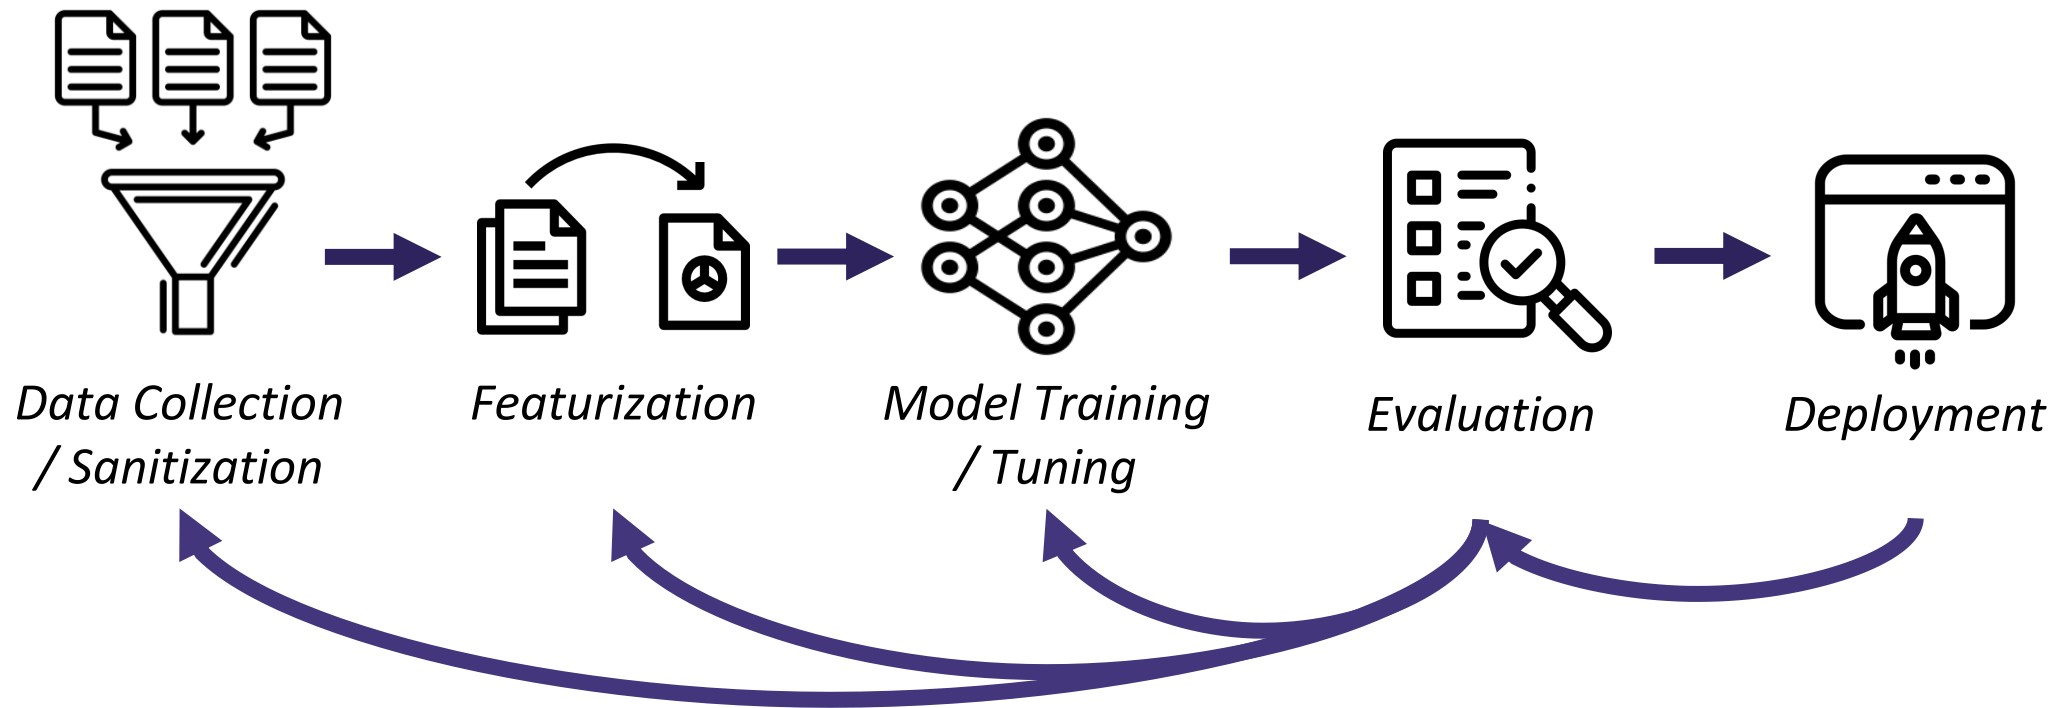 Data Collection
/ Sanitization
Featurization
Model Training
/ Tuning
Evaluation
Deployment